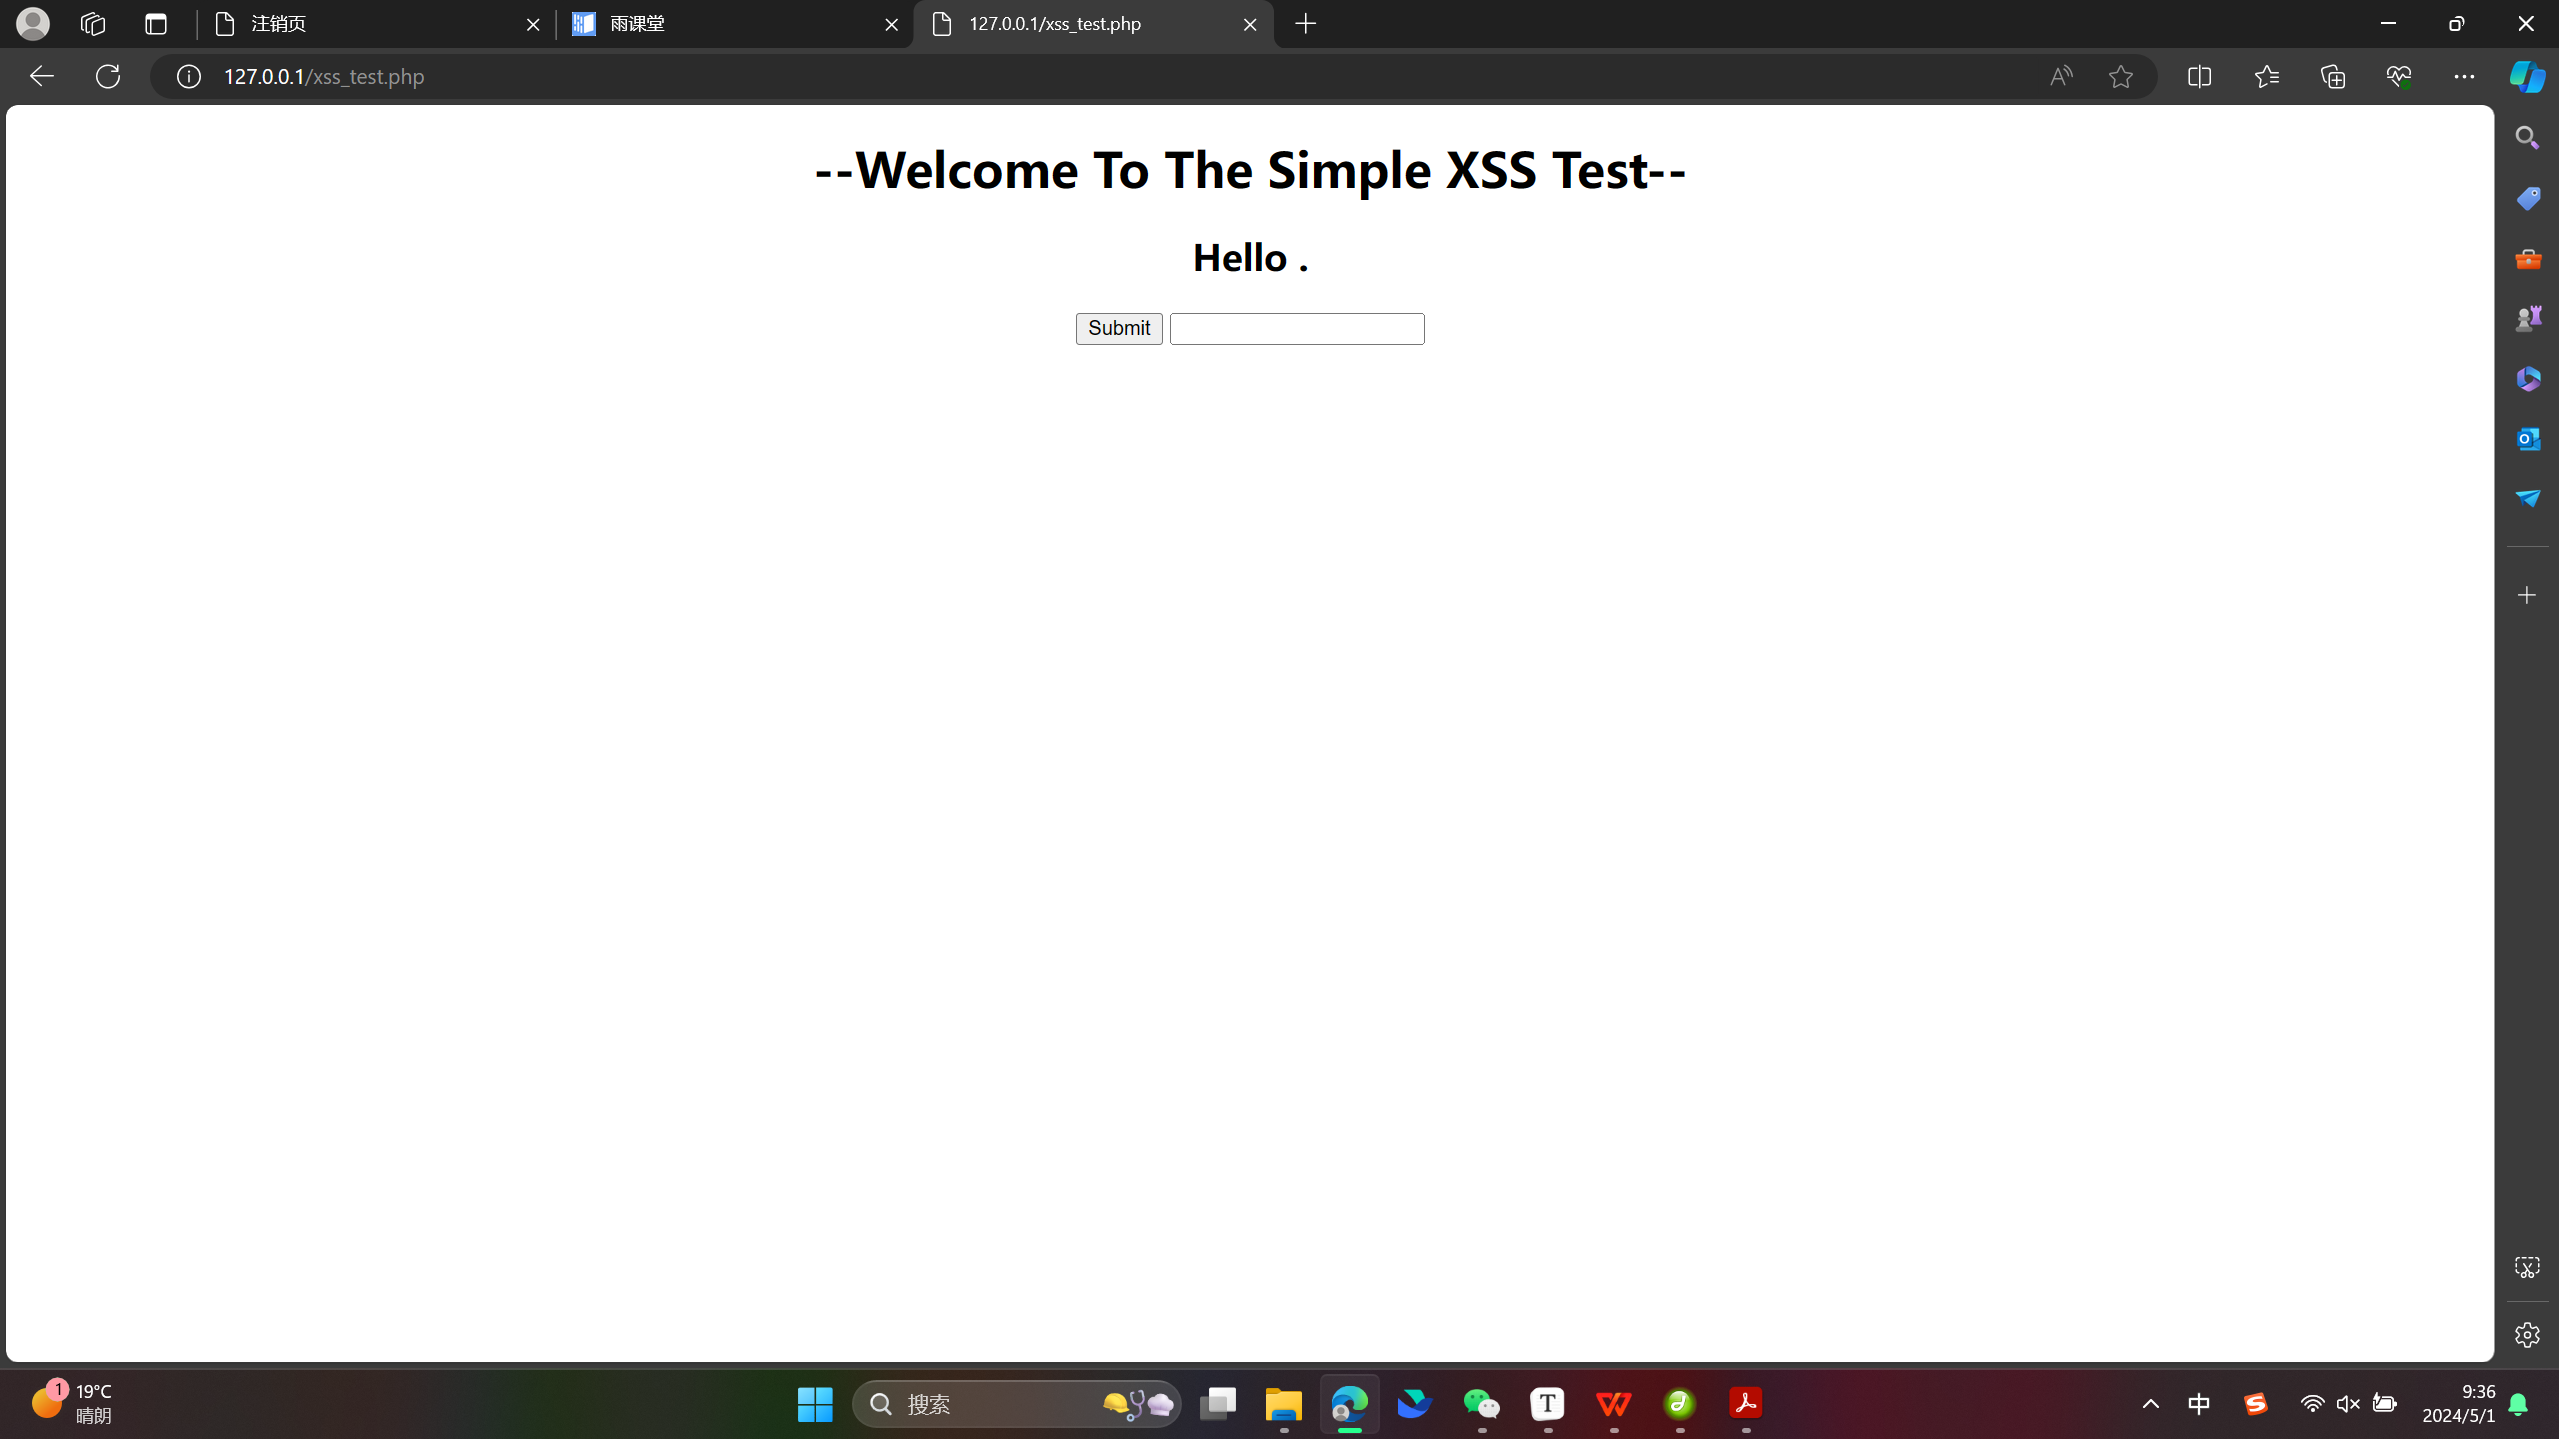 注销页
雨课堂
127.0.0.1/xss_test.php
127.0.0.1/xss_test.php
--Welcome To The Simple XSS Test--
Hello .
Submit
1
19°C
晴朗
搜索
中
9:36
2024/5/1